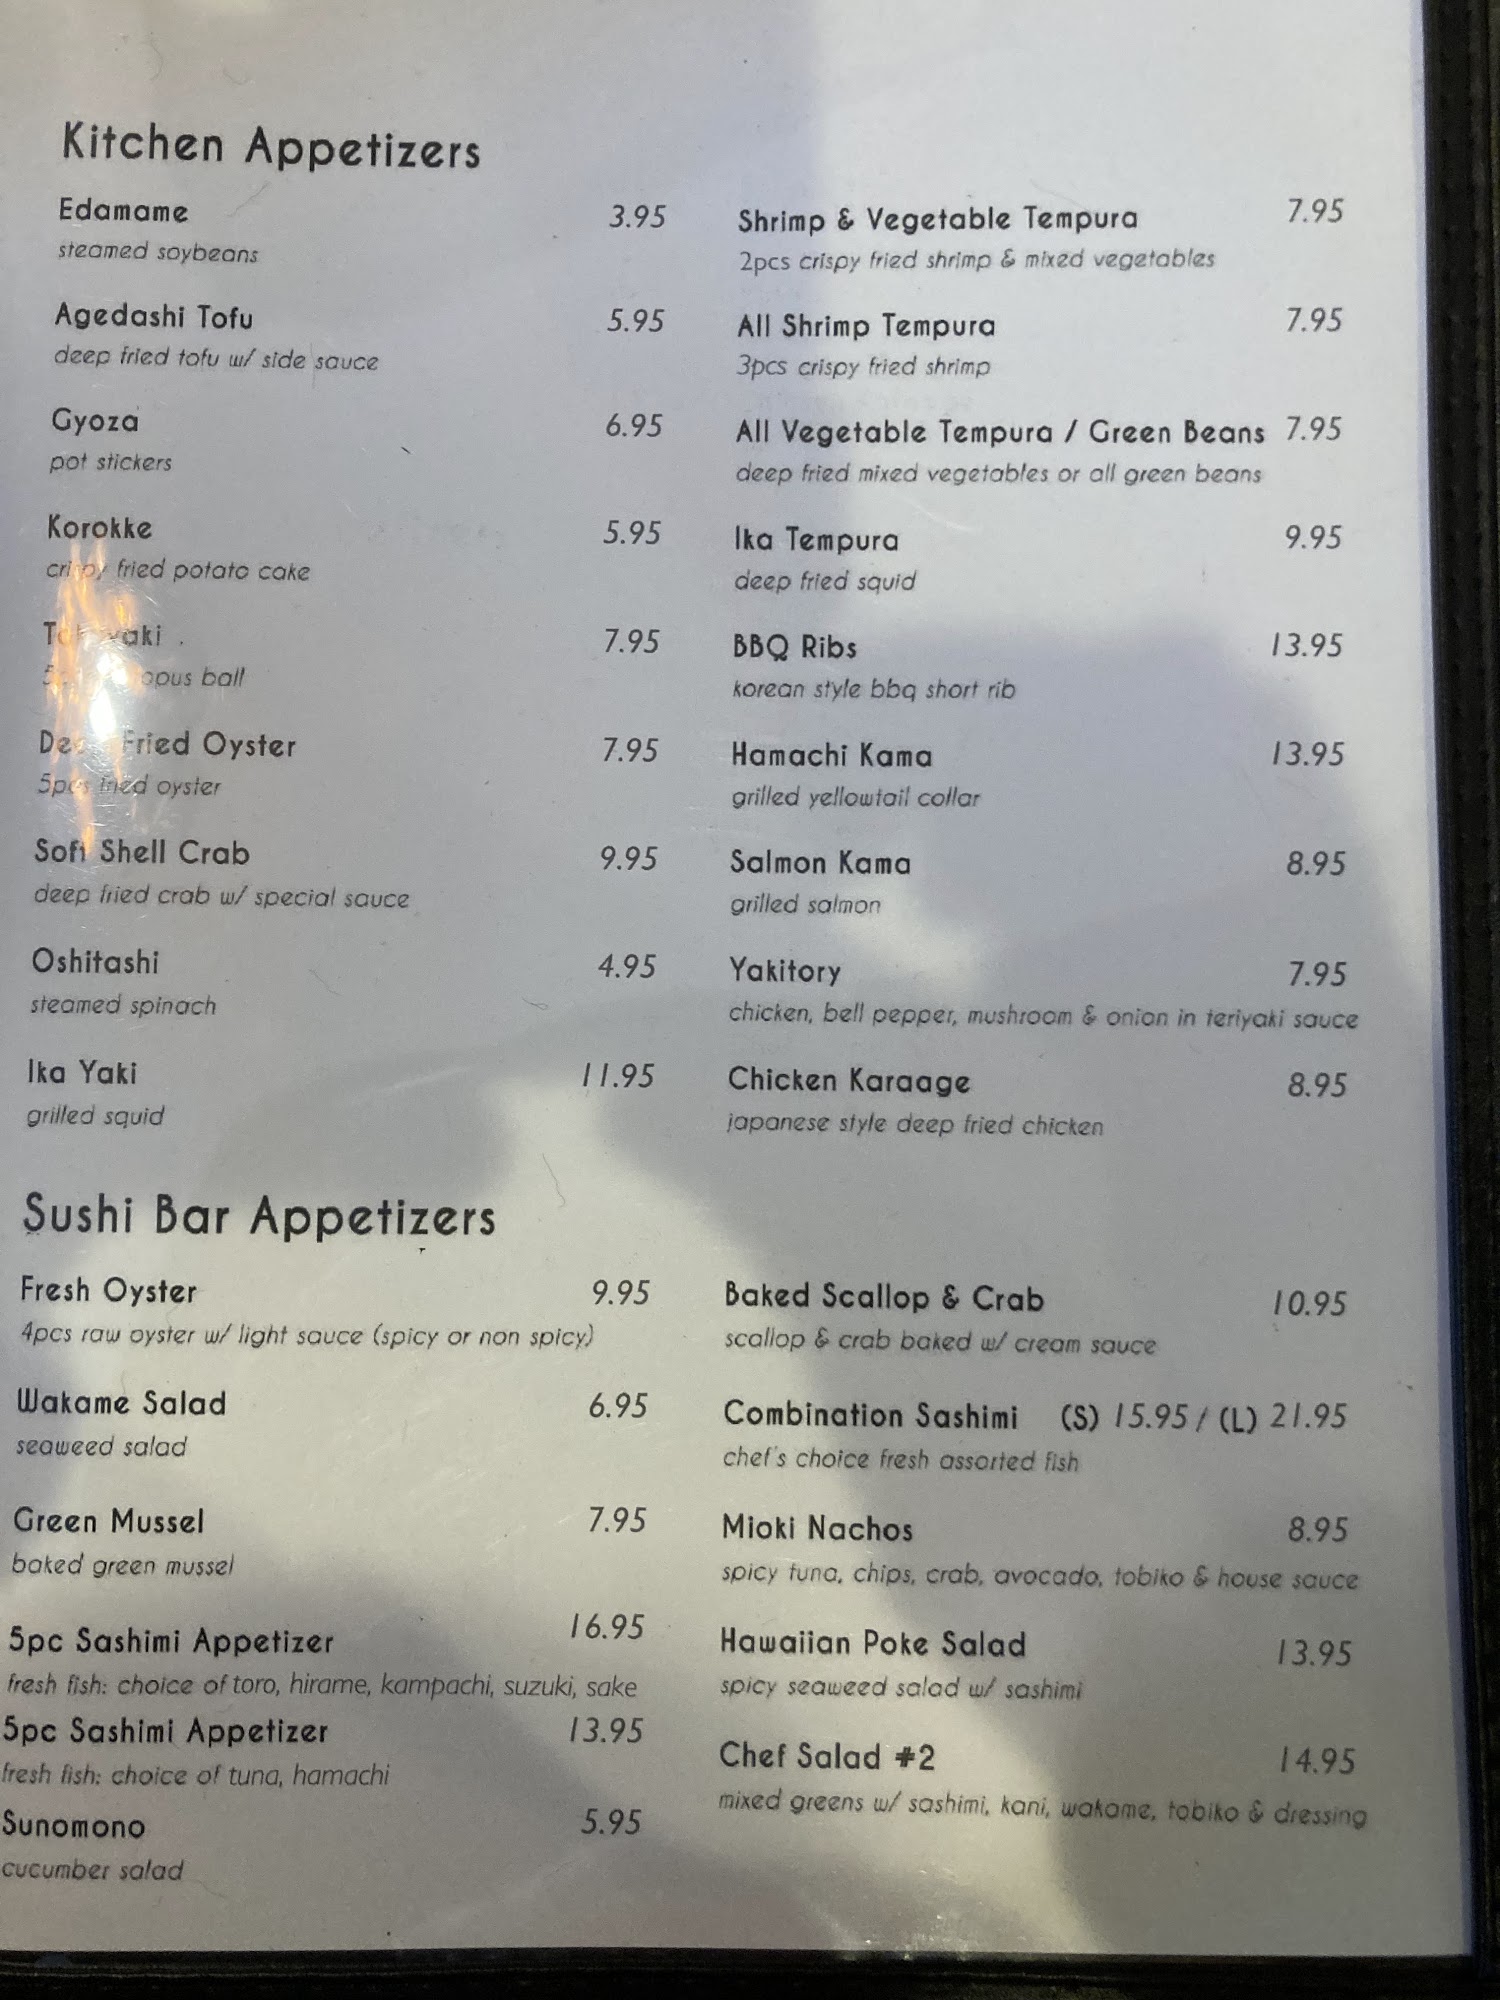 Kitchen Appetizers
Edamame 3.95
steamed soybeans
Agedashi Tofu 5.95
deep fried tofu w/ side sauce
Gyoza 6.95
pot stickers
Korokke 5.95
crispy fried potato cake
7.95
ball
Deep Fried Oyster 7.95
5pcs fried oyster
Soft Shell Crab 9.95
deep fried crab w/ special sauce
Oshitashi 4.95
steamed spinach
Ika Yaki 11.95
grilled squid
Shrimp & Vegetable Tempura 7.95
2pcs crispy fried shrimp & mixed vegetables
All Shrimp Tempura 7.95
3pcs crispy fried shrimp
All Vegetable Tempura / Green Beans 7.95
deep fried mixed vegetables or all green beans
Ika Tempura 9.95
deep fried squid
BBQ Ribs 13.95
korean style bbq short rib
Hamachi Kama 13.95
grilled yellowtail collar
Salmon Kama 8.95
grilled salmon
Yakitory 7.95
chicken, bell pepper, mushroom & onion in teriyaki sauce
Chicken Karaage 8.95
japanese style deep fried chicken
Sushi Bar Appetizers
Fresh Oyster 9.95
4pcs raw oyster w/ light sauce (spicy or non spicy)
Wakame Salad 6.95
seaweed salad
Green Mussel 7.95
baked green mussel
5pc Sashimi Appetizer 16.95
fresh fish: choice of toro, hirame, kampachi, suzuki, sake
5pc Sashimi Appetizer 13.95
fresh fish: choice of tuna, hamachi
Sunomono 5.95
cucumber salad
Baked Scallop & Crab 10.95
scallop & crab baked w/ cream sauce
Combination Sashimi (S) 15.95 / (L) 21.95
chef's choice fresh assorted fish
Mioki Nachos 8.95
spicy tuna, chips, crab, avocado, tobiko & house sauce
Hawaiian Poke Salad 13.95
spicy seaweed salad w/ sashimi
Chef Salad #2 14.95
mixed greens w/ sashimi, kani, wakame, tobiko & dressing